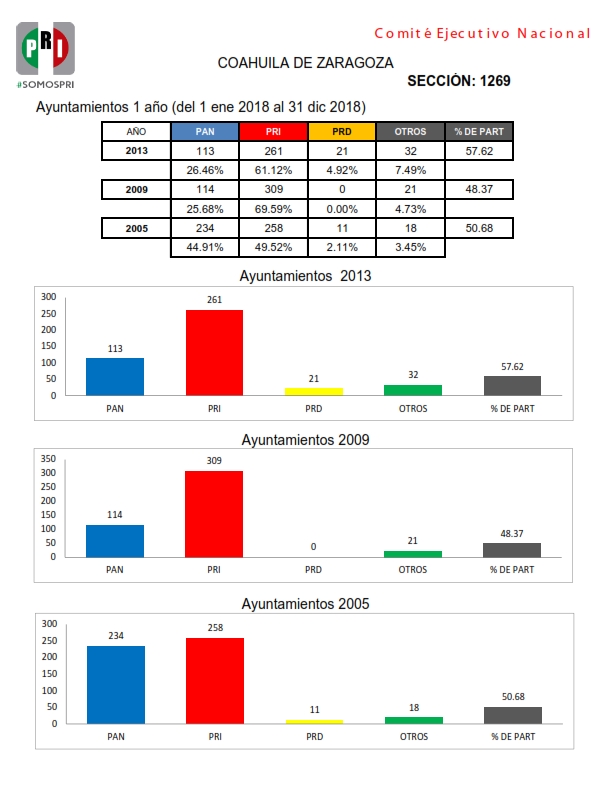 Comité Ejecutivo Nacional
PRI
#SOMOSPRI
COAHUILA DE ZARAGOZA
SECCIÓN: 1269
Ayuntamientos 1 año (del 1 ene 2018 al 31 dic 2018)
AÑO PAN PRI PRD OTROS % DE PART
2013 113 261 21 32 57.62
26.46% 61.12% 4.92% 7.49%
2009 114 309 0 21 48.37
25.68% 69.59% 0.00% 4.73%
2005 234 258 11 18 50.68
44.91% 49.52% 2.11% 3.45%
Ayuntamientos 2013
300
250
200
150
100
50
0
113 261 21 32 57.62
PAN PRI PRD OTROS % DE PART
Ayuntamientos 2009
350
300
250
200
150
100
50
0
114 309 0 21 48.37
PAN PRI PRD OTROS % DE PART
Ayuntamientos 2005
300
250
200
150
100
50
0
234 258 11 18 50.68
PAN PRI PRD OTROS % DE PART